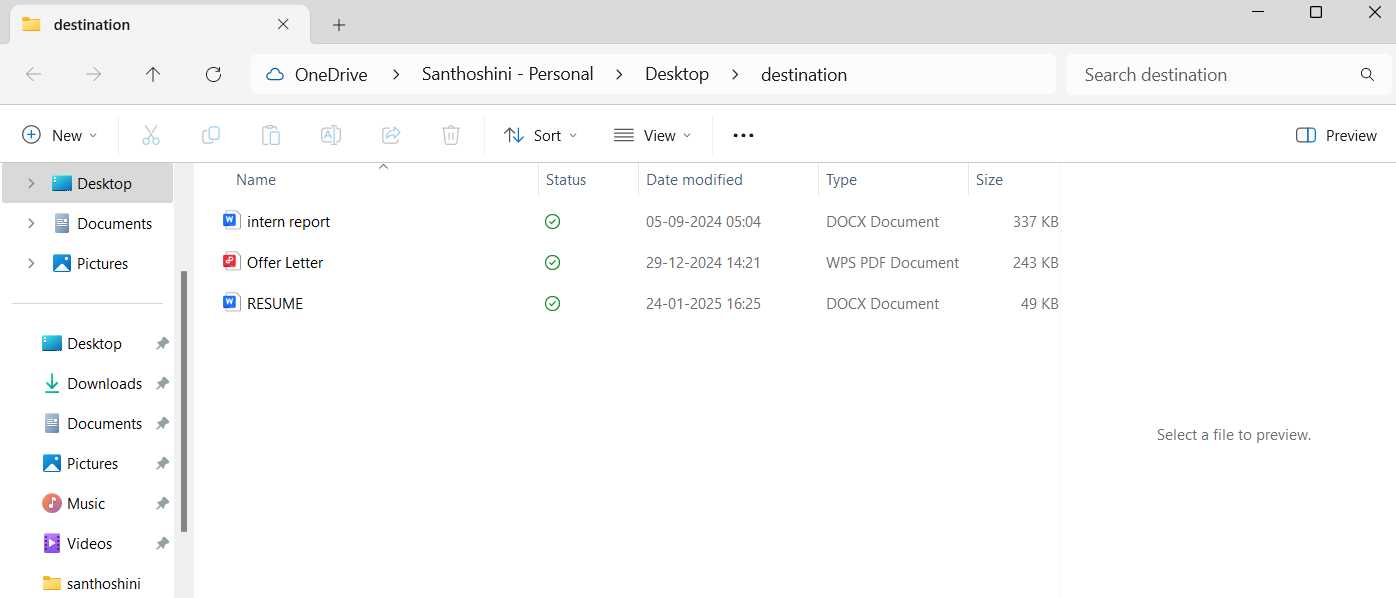 destination
OneDrive > Santhoshini - Personal > Desktop > destination
Search destination
New
Sort
View
Preview
Desktop
Documents
Pictures
Desktop
Downloads
Documents
Pictures
Music
Videos
santhoshini
Name Status Date modified Type Size
intern report 05-09-2024 05:04 DOCX Document 337 KB
Offer Letter 29-12-2024 14:21 WPS PDF Document 243 KB
RESUME 24-01-2025 16:25 DOCX Document 49 KB
Select a file to preview.